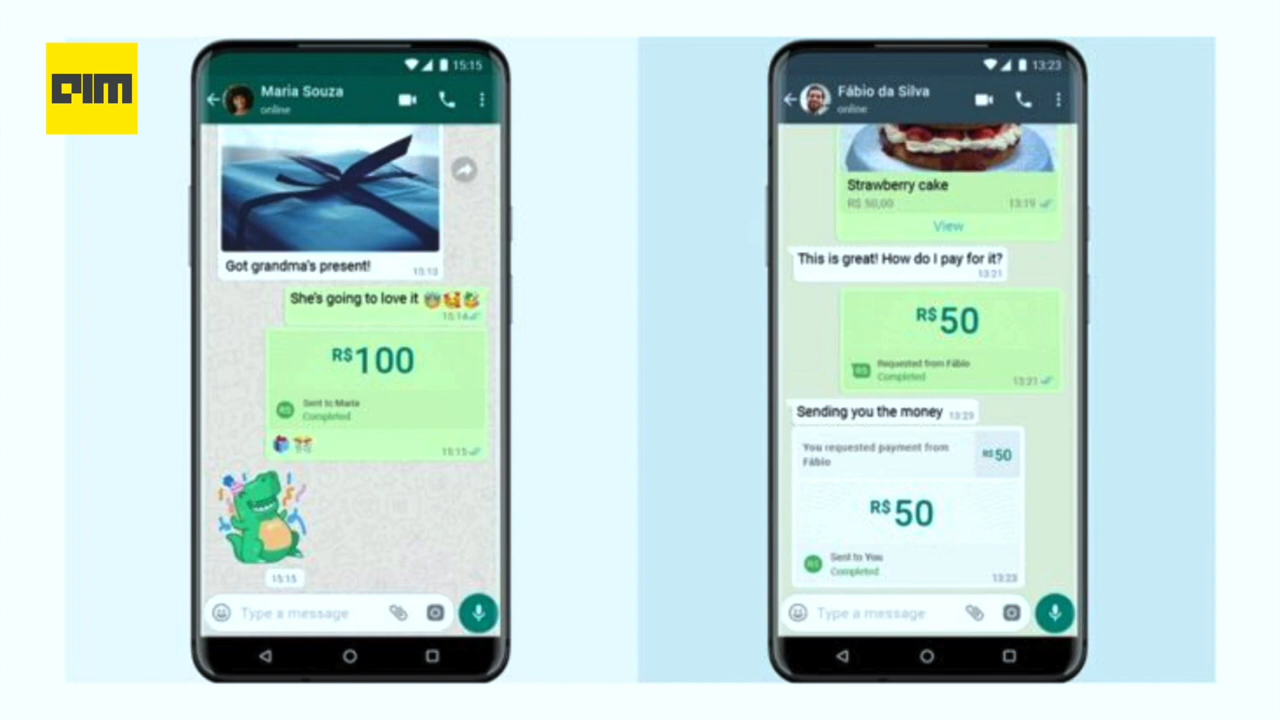 AIM
15:15
Maria Souza
online
Got grandma's present!
15:13
She's going to love it
15:14
R$100
Sent to Maria
Completed
15:15
15:15
Type a message
13:23
Fábio da Silva
online
Strawberry cake
R$ 50,00
13:19
View
This is great! How do I pay for it?
13:21
R$50
Requested from Fábio
Completed
13:21
Sending you the money
13:23
You requested payment from
Fábio
R$50
R$50
Sent to You
Completed
13:23
Type a message